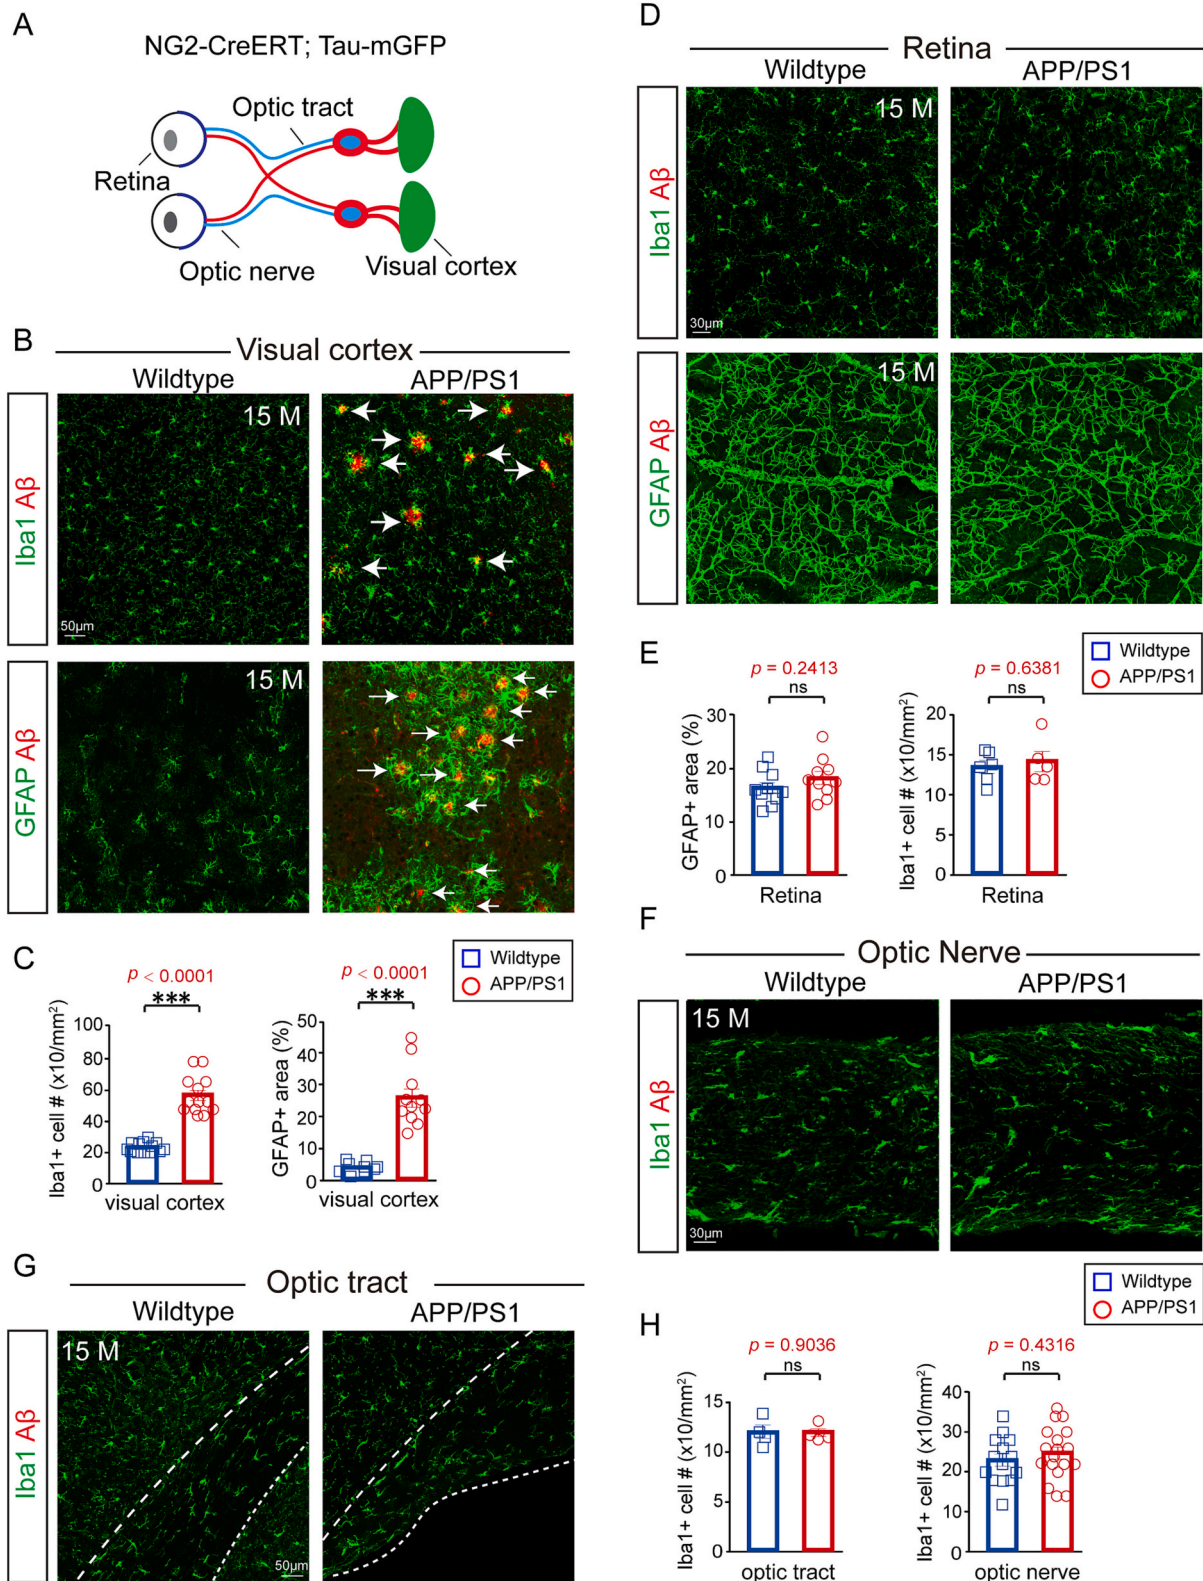 A
NG2-CreERT; Tau-mGFP
Optic tract
Retina
Optic nerve
Visual cortex
B
Visual cortex
Wildtype
APP/PS1
15 M
Iba1 Aβ
50μm
15 M
GFAP Aβ
C
Wildtype
APP/PS1
p < 0.0001
***
Iba1+ cell # (x10/mm²)
100
80
60
40
20
0
visual cortex
p < 0.0001
***
GFAP+ area (%)
50
40
30
20
10
0
visual cortex
D
Retina
Wildtype
APP/PS1
15 M
Iba1 Aβ
30μm
15 M
GFAP Aβ
E
Wildtype
APP/PS1
p = 0.2413
ns
GFAP+ area (%)
30
20
10
0
Retina
p = 0.6381
ns
Iba1+ cell # (x10/mm²)
20
15
10
5
0
Retina
F
Optic Nerve
Wildtype
APP/PS1
15 M
Iba1 Aβ
30μm
G
Optic tract
Wildtype
APP/PS1
15 M
Iba1 Aβ
50μm
H
Wildtype
APP/PS1
p = 0.9036
ns
Iba1+ cell # (x10/mm²)
15
10
5
0
optic tract
p = 0.4316
ns
Iba1+ cell # (x10/mm²)
40
30
20
10
0
optic nerve